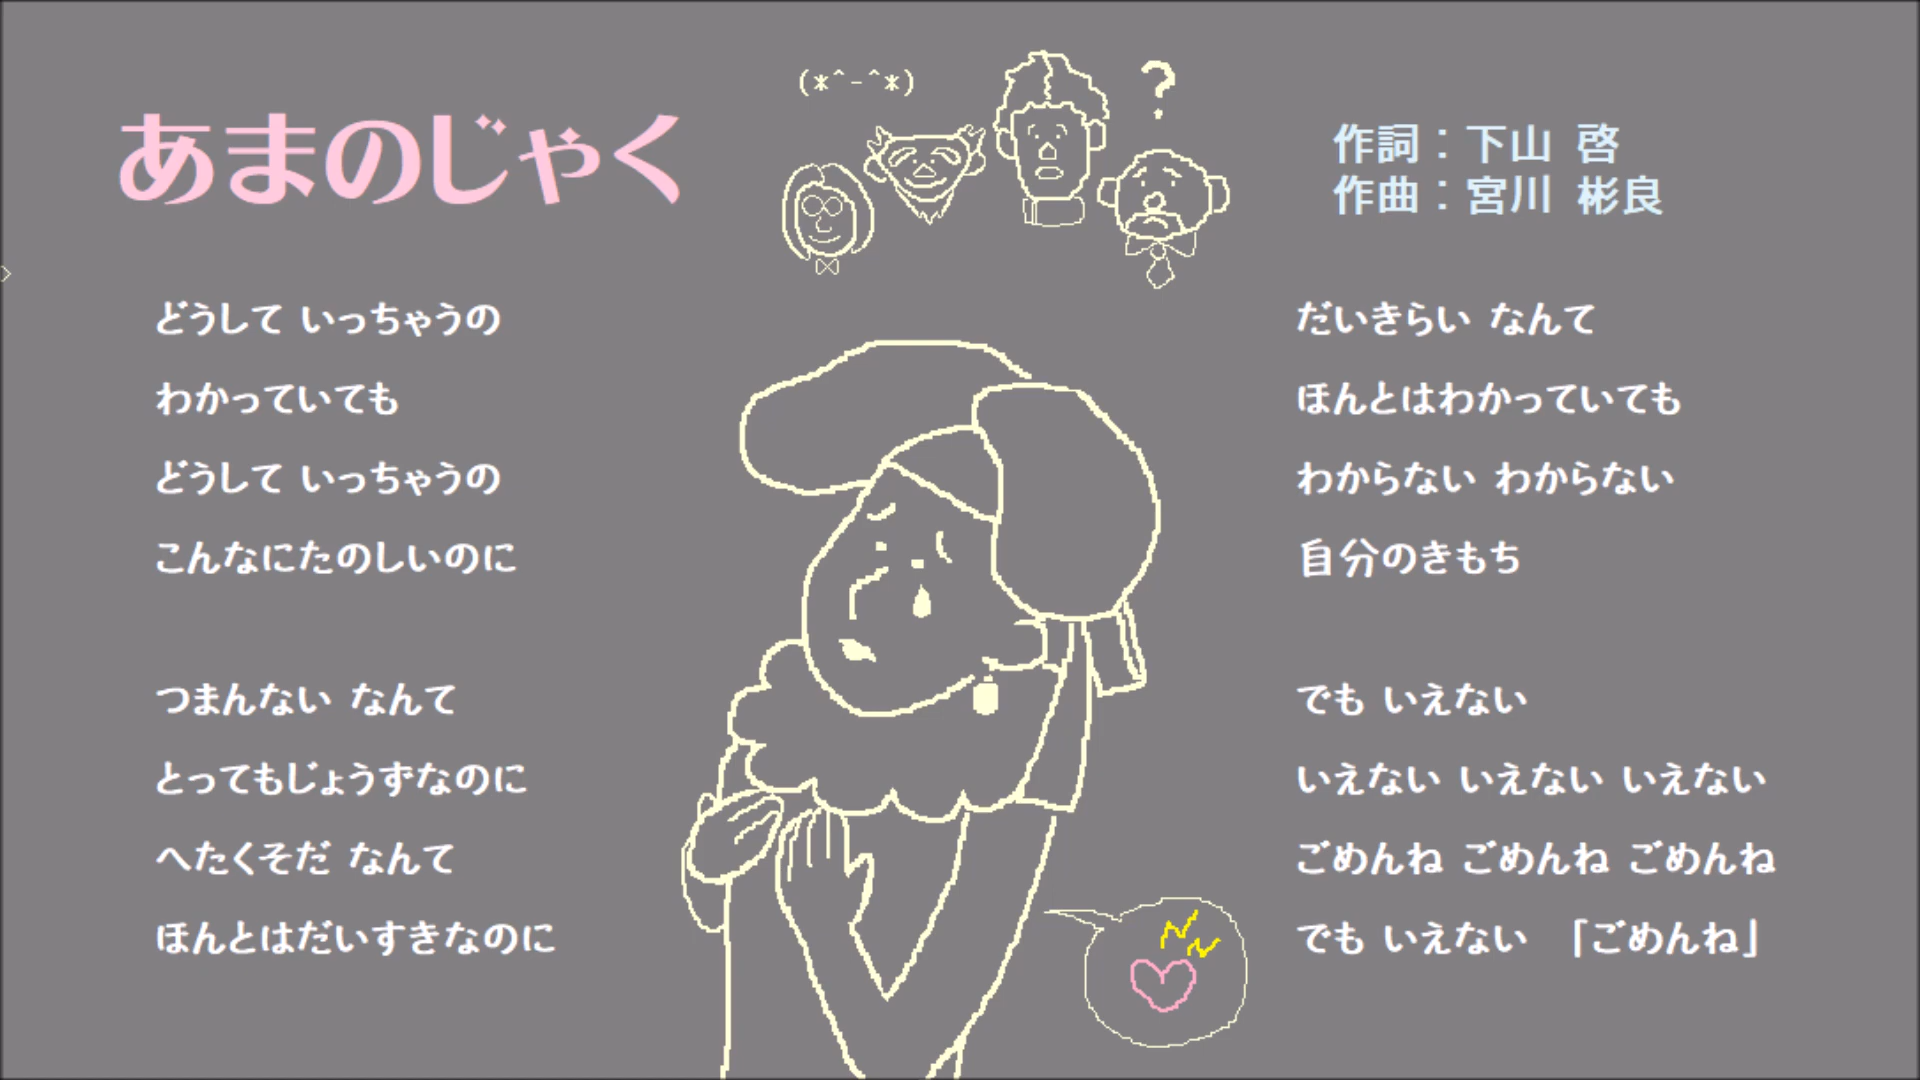 (*^-^*)
?
あまのじゃく
作詞：下山 啓
作曲：宮川 彬良
どうして いっちゃうの
わかっていても
どうして いっちゃうの
こんなにたのしいのに
つまんない なんて
とってもじょうずなのに
へたくそだ なんて
ほんとはだいすきなのに
だいきらい なんて
ほんとはわかっていても
わからない わからない
自分のきもち
でも いえない
いえない いえない いえない
ごめんね ごめんね ごめんね
でも いえない 「ごめんね」